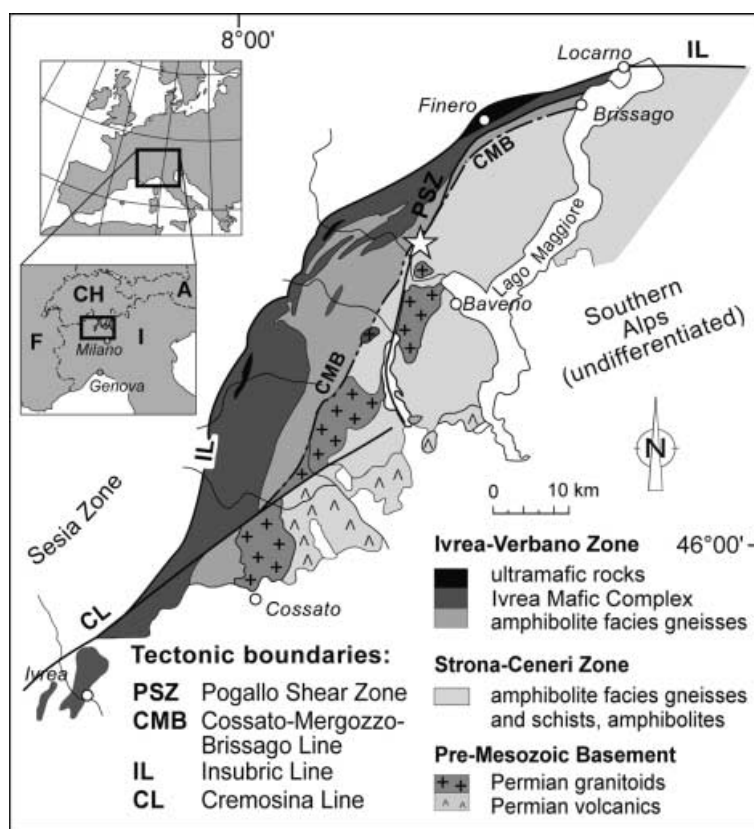 8°00'
Locarno
IL
Finero
Brissago
CMB
PSZ
Lago Maggiore
CH
A
F
I
Milano
Genova
Baveno
Southern
Alps
(undifferentiated)
CMB
IL
N
Sesia Zone
0 10 km
46°00'
CL
Cossato
Ivrea
Ivrea-Verbano Zone
ultramafic rocks
Ivrea Mafic Complex
amphibolite facies gneisses
Strona-Ceneri Zone
amphibolite facies gneisses
and schists, amphibolites
Pre-Mesozoic Basement
Permian granitoids
Permian volcanics
Tectonic boundaries:
PSZ Pogallo Shear Zone
CMB Cossato-Mergozzo-
Brissago Line
IL Insubric Line
CL Cremosina Line